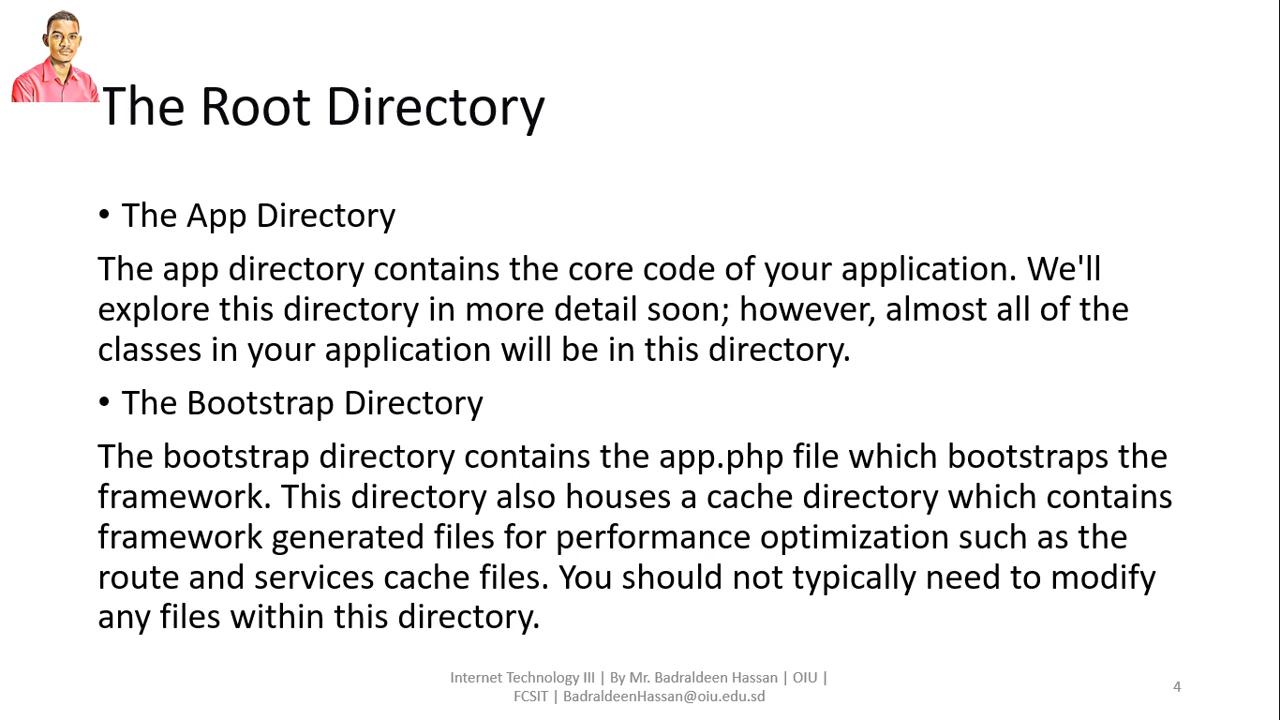 The Root Directory
• The App Directory
The app directory contains the core code of your application. We'll
explore this directory in more detail soon; however, almost all of the
classes in your application will be in this directory.
• The Bootstrap Directory
The bootstrap directory contains the app.php file which bootstraps the
framework. This directory also houses a cache directory which contains
framework generated files for performance optimization such as the
route and services cache files. You should not typically need to modify
any files within this directory.
Internet Technology III | By Mr. Badraldeen Hassan | OIU |
FCSIT | BadraldeenHassan@oiu.edu.sd
4